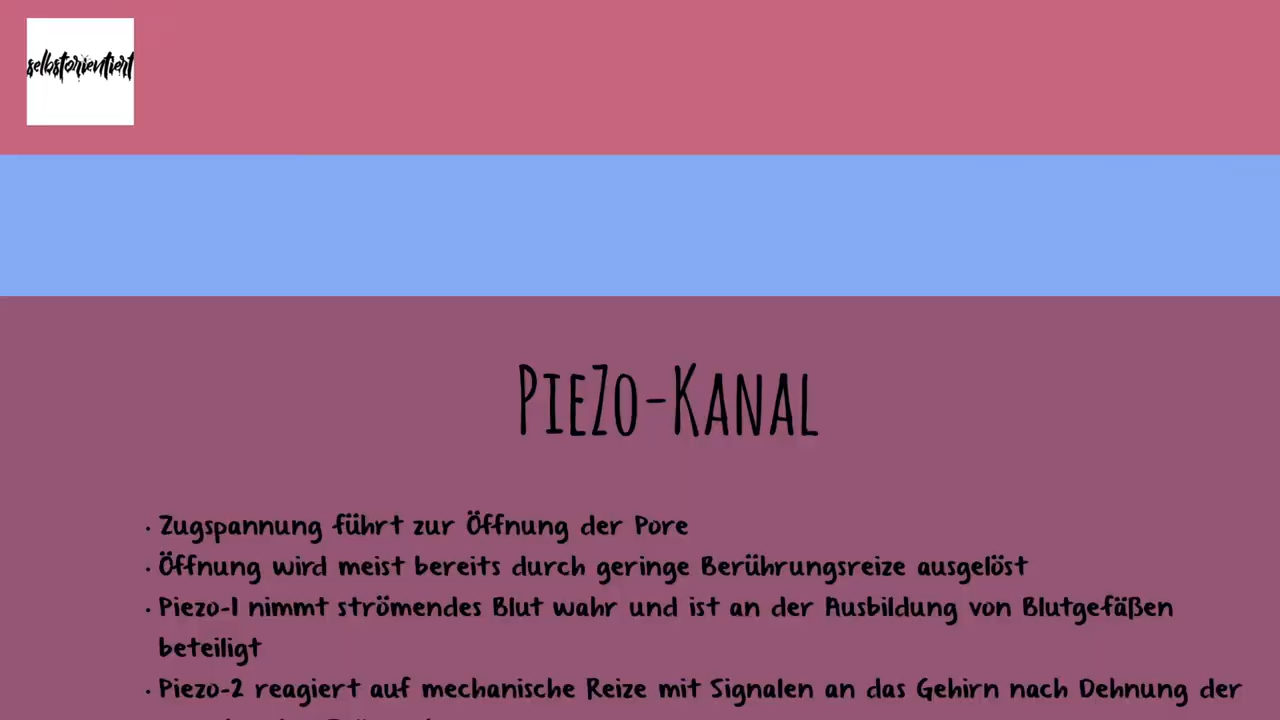 selbstorientiert
PieZo-Kanal
· Zugspannung führt zur Öffnung der Pore
· Öffnung wird meist bereits durch geringe Berührungsreize ausgelöst
· Piezo-1 nimmt strömendes Blut wahr und ist an der Ausbildung von Blutgefäßen
beteiligt
· Piezo-2 reagiert auf mechanische Reize mit Signalen an das Gehirn nach Dehnung der